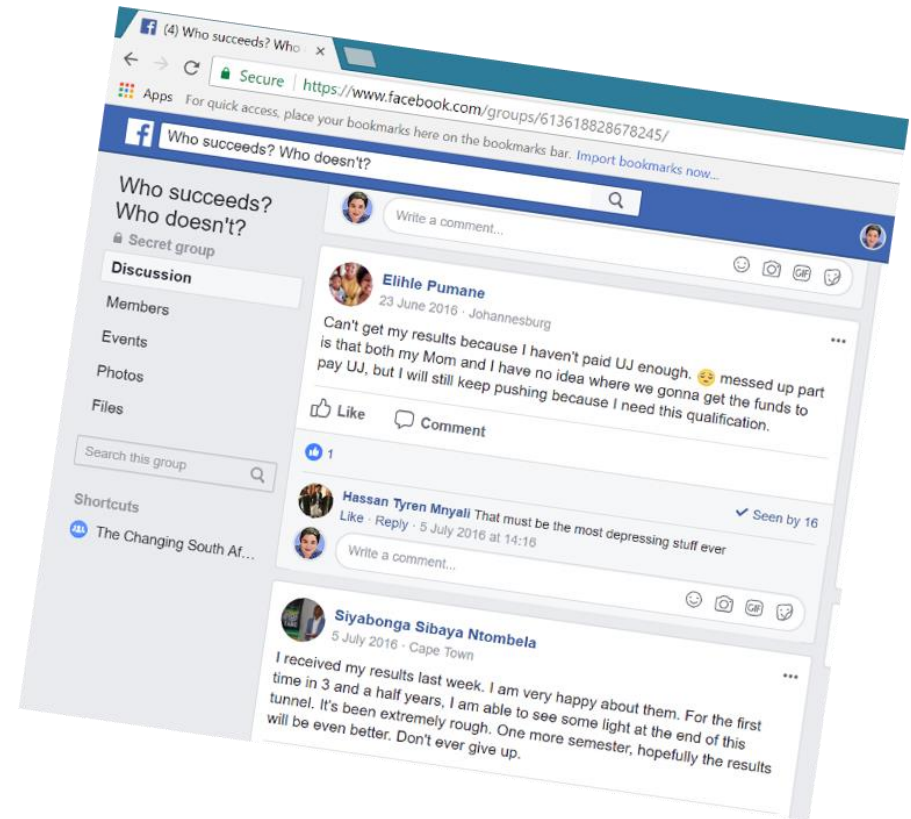 (4) Who succeeds? Who
Secure https://www.facebook.com/groups/613618828678245/
Apps For quick access, place your bookmarks here on the bookmarks bar. Import bookmarks now...
Who succeeds? Who doesn't?
Who succeeds?
Who doesn't?
Secret group
Discussion
Members
Events
Photos
Files
Search this group
Shortcuts
The Changing South Af...
Write a comment...
GIF
Elihle Pumane
23 June 2016 · Johannesburg
Can't get my results because I haven't paid UJ enough. 😔 messed up part
is that both my Mom and I have no idea where we gonna get the funds to
pay UJ, but I will still keep pushing because I need this qualification.
Like Comment
1
Seen by 16
Hassan Tyren Mnyali That must be the most depressing stuff ever
Like · Reply · 5 July 2016 at 14:16
Write a comment...
GIF
Siyabonga Sibaya Ntombela
5 July 2016 · Cape Town
I received my results last week. I am very happy about them. For the first
time in 3 and a half years, I am able to see some light at the end of this
tunnel. It's been extremely rough. One more semester, hopefully the results
will be even better. Don't ever give up.